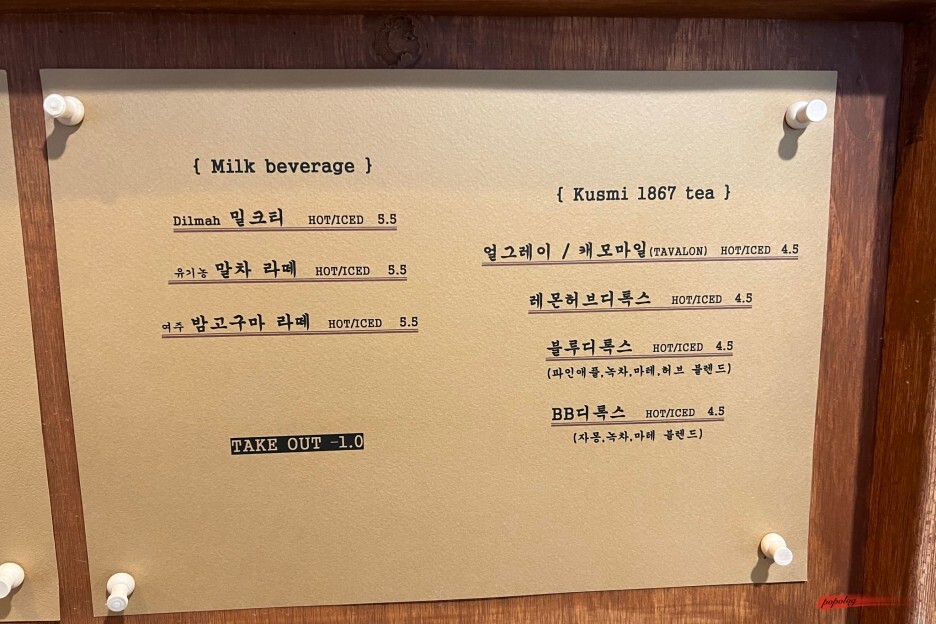 { Milk beverage }
Dilmah 밀크티 HOT/ICED 5.5
유기농 말차 라떼 HOT/ICED 5.5
여주 밤고구마 라떼 HOT/ICED 5.5
TAKE OUT -1.0
{ Kusmi 1867 tea }
얼그레이 / 캐모마일(TAVALON) HOT/ICED 4.5
레몬허브디톡스 HOT/ICED 4.5
블루디톡스 HOT/ICED 4.5
(파인애플,녹차,마테,허브 블렌드)
BB디톡스 HOT/ICED 4.5
(자몽,녹차,마테 블렌드)
popolog